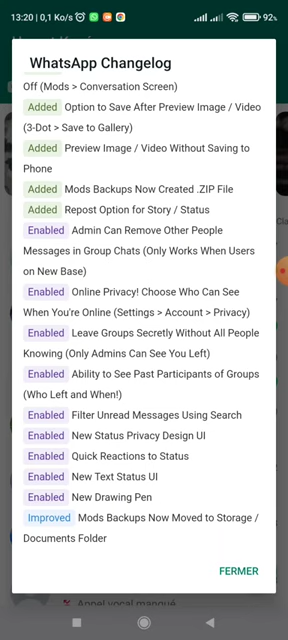 13:20 | 0,1 Ko/s
92%
WhatsApp Changelog
Off (Mods > Conversation Screen)
Added Option to Save After Preview Image / Video
(3-Dot > Save to Gallery)
Added Preview Image / Video Without Saving to
Phone
Added Mods Backups Now Created .ZIP File
Added Repost Option for Story / Status
Enabled Admin Can Remove Other People
Messages in Group Chats (Only Works When Users
on New Base)
Enabled Online Privacy! Choose Who Can See
When You're Online (Settings > Account > Privacy)
Enabled Leave Groups Secretly Without All People
Knowing (Only Admins Can See You Left)
Enabled Ability to See Past Participants of Groups
(Who Left and When!)
Enabled Filter Unread Messages Using Search
Enabled New Status Privacy Design UI
Enabled Quick Reactions to Status
Enabled New Text Status UI
Enabled New Drawing Pen
Improved Mods Backups Now Moved to Storage /
Documents Folder
FERMER
Appel vocal manqué